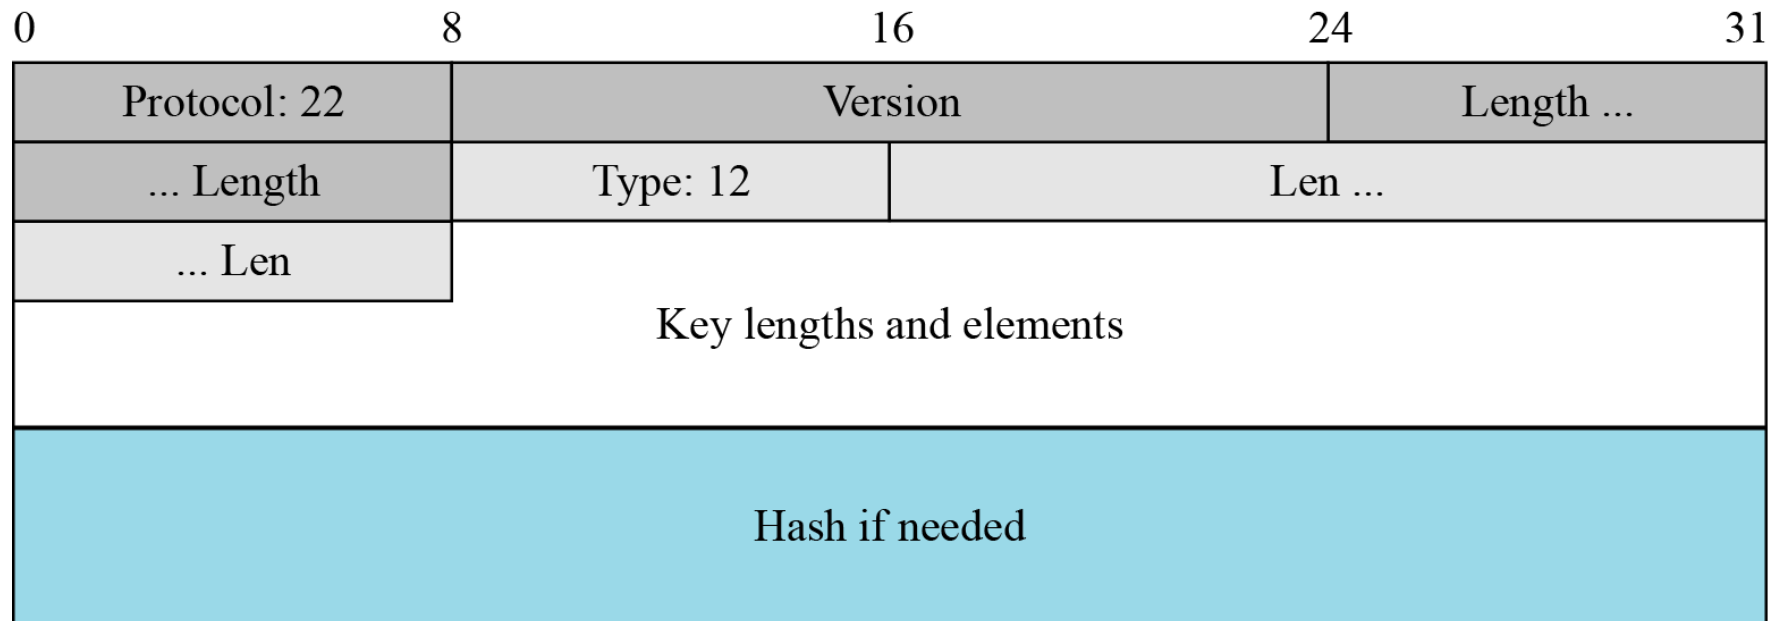 0 8 16 24 31
Protocol: 22 Version Length ...
... Length Type: 12 Len ...
... Len
Key lengths and elements
Hash if needed